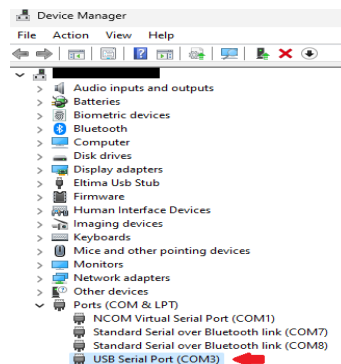 Device Manager
File Action View Help
Audio inputs and outputs
Batteries
Biometric devices
Bluetooth
Computer
Disk drives
Display adapters
Eltima Usb Stub
Firmware
Human Interface Devices
Imaging devices
Keyboards
Mice and other pointing devices
Monitors
Network adapters
Other devices
Ports (COM & LPT)
NCOM Virtual Serial Port (COM1)
Standard Serial over Bluetooth link (COM7)
Standard Serial over Bluetooth link (COM8)
USB Serial Port (COM3)